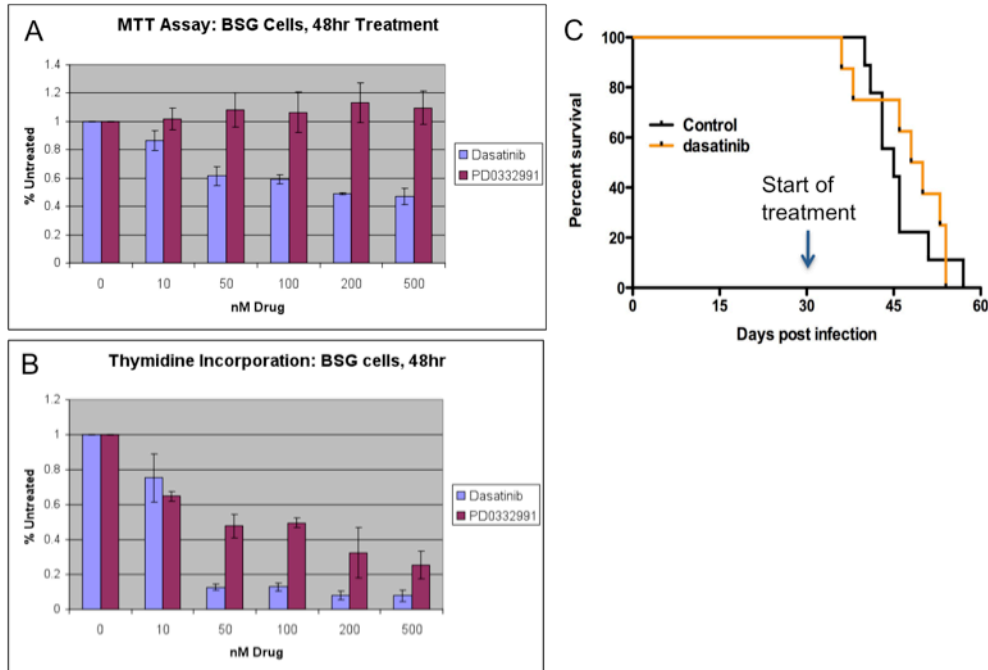 A
MTT Assay: BSG Cells, 48hr Treatment
% Untreated
1.4
1.2
1
0.8
0.6
0.4
0.2
0
0 10 50 100 200 500
nM Drug
Dasatinib
PD0332991
B
Thymidine Incorporation: BSG cells, 48hr
% Untreated
1.2
1
0.8
0.6
0.4
0.2
0
0 10 50 100 200 500
nM Drug
Dasatinib
PD0332991
C
Percent survival
100
80
60
40
20
0
Control
dasatinib
Start of
treatment
0 15 30 45 60
Days post infection